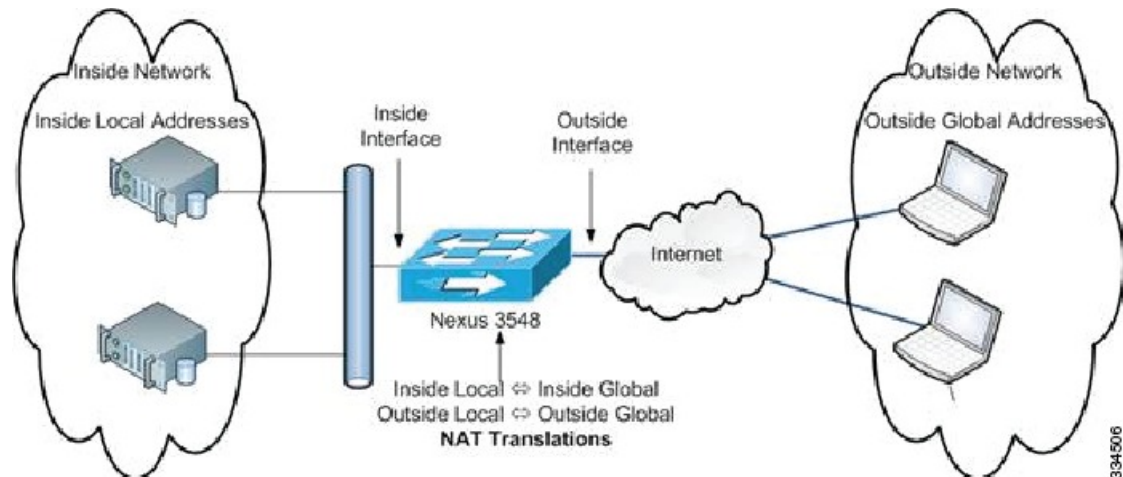 Inside Network
Inside Local Addresses
Inside
Interface
Outside
Interface
Outside Network
Outside Global Addresses
Internet
Nexus 3548
Inside Local ⇔ Inside Global
Outside Local ⇔ Outside Global
NAT Translations
334506